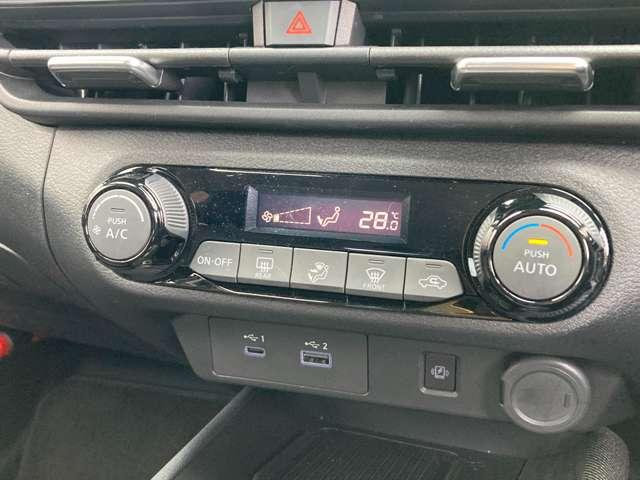 28.0 °C
PUSH
A/C
ON·OFF
REAR
FRONT
PUSH
AUTO
1
2